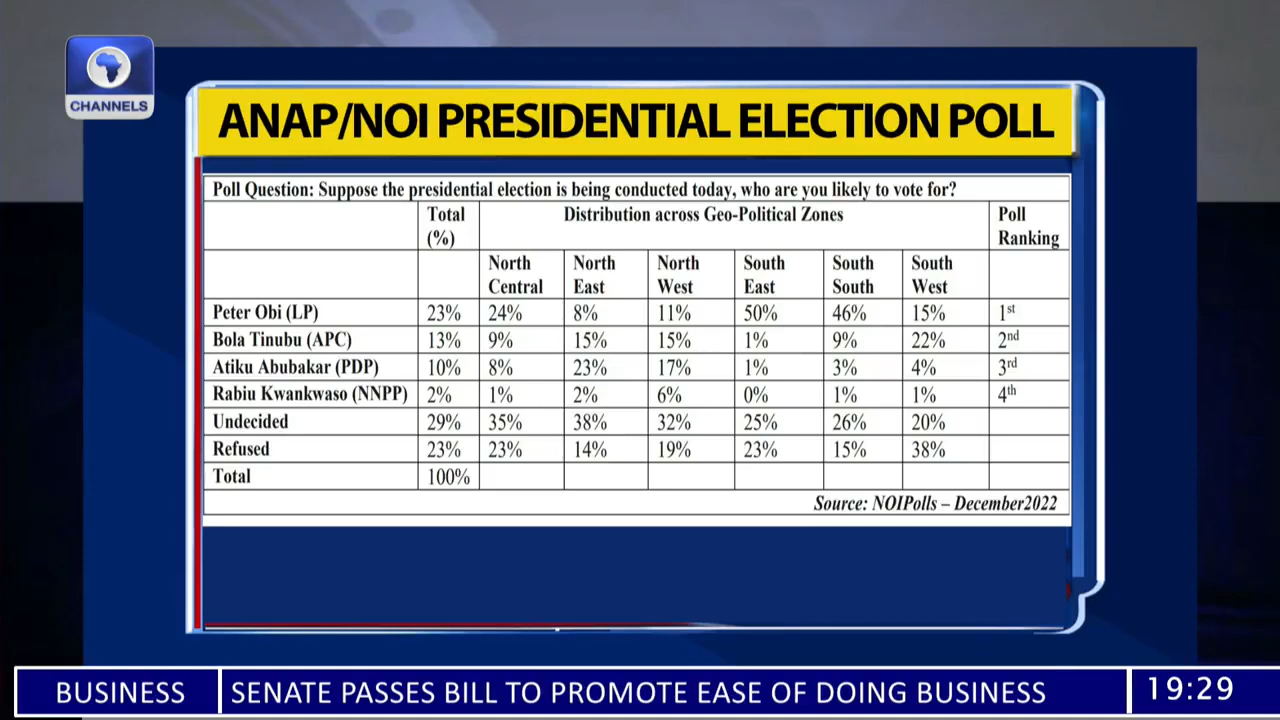 CHANNELS
ANAP/NOI PRESIDENTIAL ELECTION POLL
Poll Question: Suppose the presidential election is being conducted today, who are you likely to vote for?
Total (%) Distribution across Geo-Political Zones Poll Ranking
North Central North East North West South East South South South West
Peter Obi (LP) 23% 24% 8% 11% 50% 46% 15% 1st
Bola Tinubu (APC) 13% 9% 15% 15% 1% 9% 22% 2nd
Atiku Abubakar (PDP) 10% 8% 23% 17% 1% 3% 4% 3rd
Rabiu Kwankwaso (NNPP) 2% 1% 2% 6% 0% 1% 1% 4th
Undecided 29% 35% 38% 32% 25% 26% 20%
Refused 23% 23% 14% 19% 23% 15% 38%
Total 100%
Source: NOIPolls – December2022
BUSINESS SENATE PASSES BILL TO PROMOTE EASE OF DOING BUSINESS 19:29